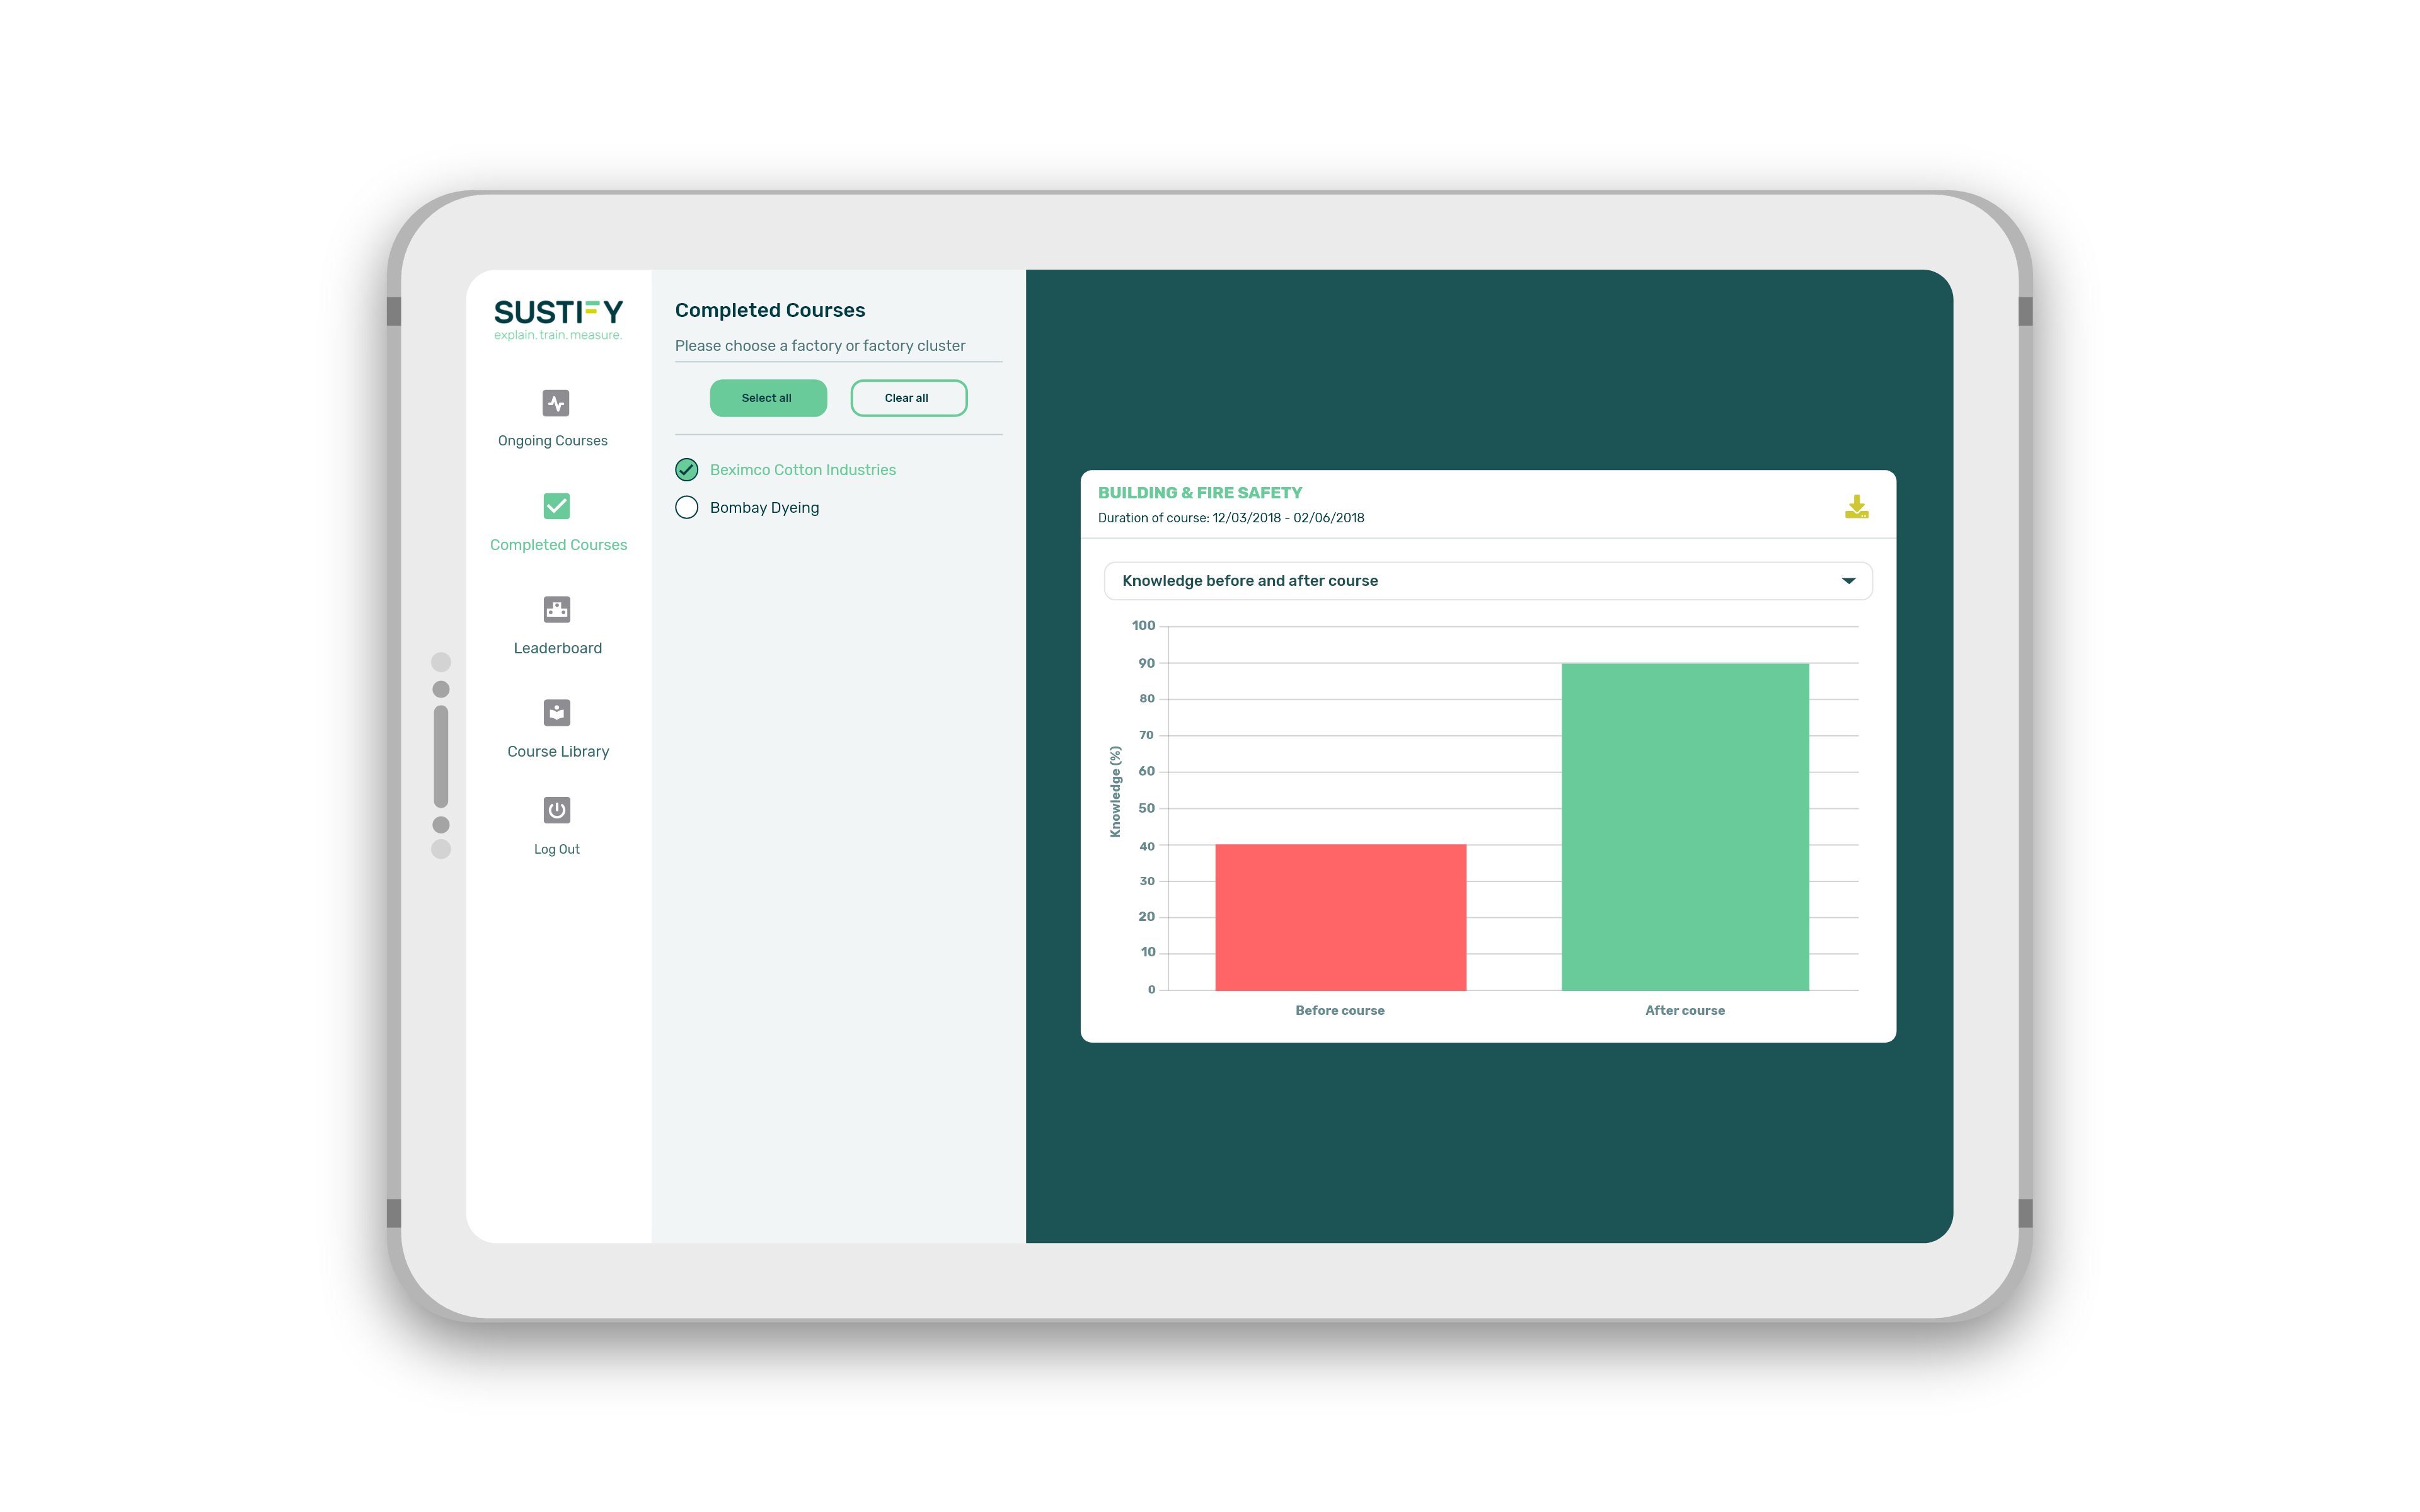 SUSTIFY
explain. train. measure.
Ongoing Courses
Completed Courses
Leaderboard
Course Library
Log Out
Completed Courses
Please choose a factory or factory cluster
Select all
Clear all
Beximco Cotton Industries
Bombay Dyeing
BUILDING & FIRE SAFETY
Duration of course: 12/03/2018 - 02/06/2018
Knowledge before and after course
Knowledge (%)
100
90
80
70
60
50
40
30
20
10
0
Before course
After course